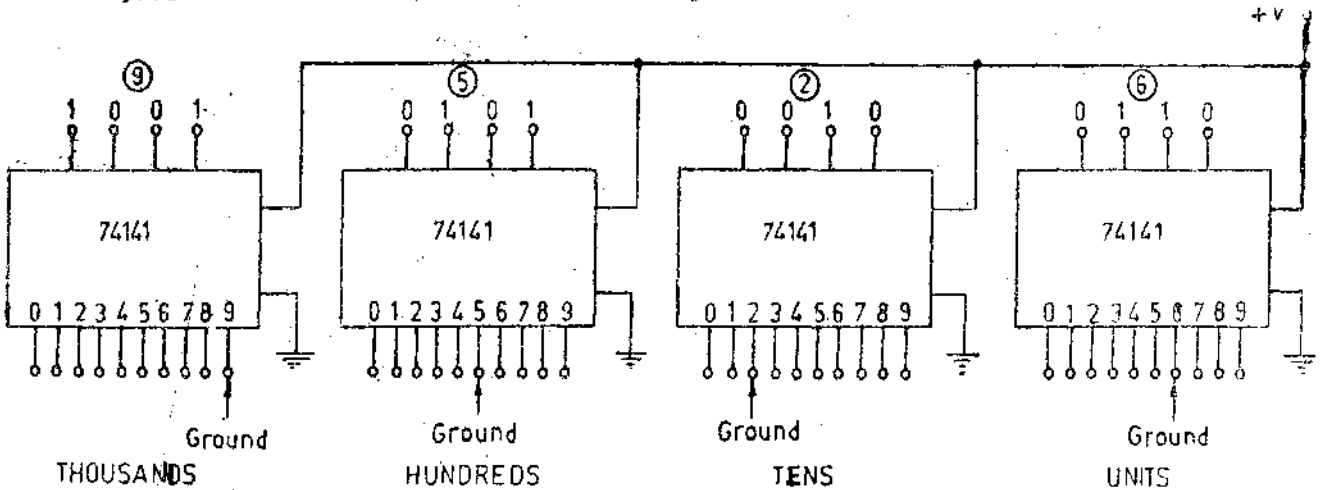 +V
9 5 2 6
1 0 0 1 0 1 0 1 0 0 1 0 0 1 1 0
74141 74141 74141 74141
0 1 2 3 4 5 6 7 8 9 0 1 2 3 4 5 6 7 8 9 0 1 2 3 4 5 6 7 8 9 0 1 2 3 4 5 6 7 8 9
Ground Ground Ground Ground
THOUSANDS HUNDREDS TENS UNITS